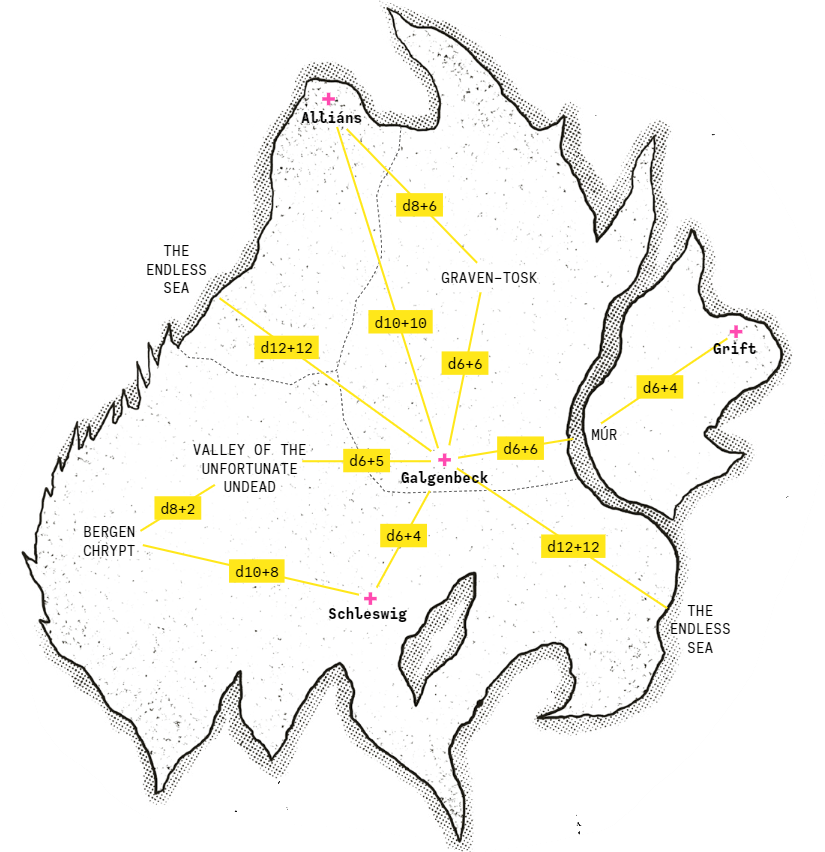 Alliáns
d8+6
THE
ENDLESS
SEA
GRAVEN-TOSK
d10+10
Grift
d12+12
d6+6
d6+4
MÚR
d6+6
VALLEY OF THE
UNFORTUNATE
UNDEAD
d6+5
Galgenbeck
d8+2
BERGEN
CHRYPT
d6+4
d12+12
d10+8
Schleswig
THE
ENDLESS
SEA